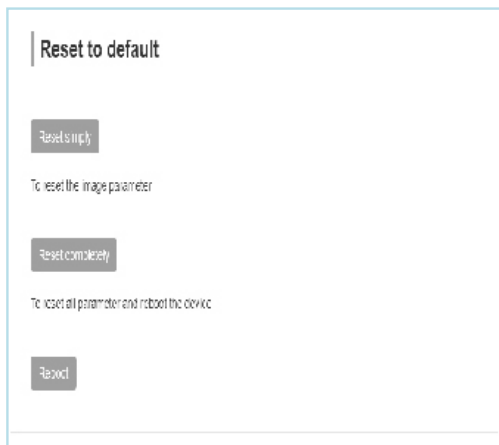 Reset to default
Reset simply
To reset the image parameter
Reset completely
To reset all parameter and reboot the device
Reboot